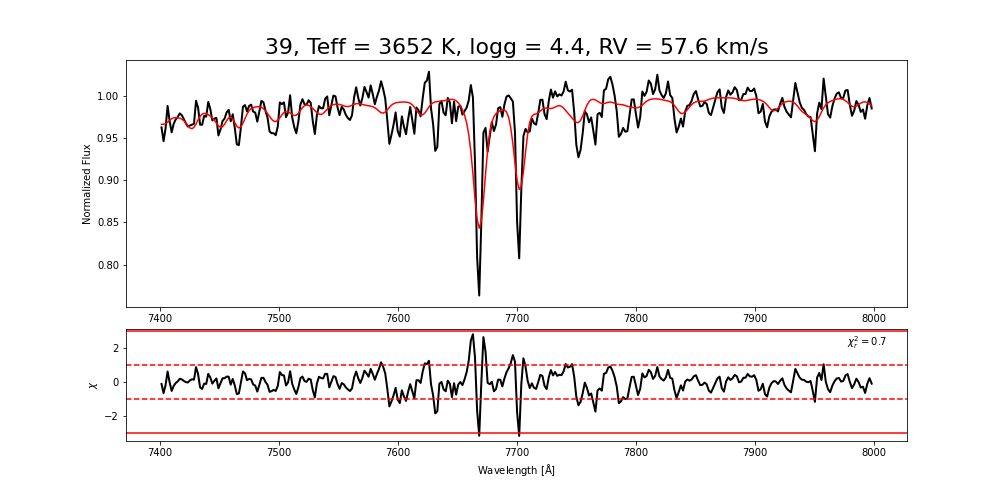 39, Teff = 3652 K, logg = 4.4, RV = 57.6 km/s
Normalized Flux
1.00
0.95
0.90
0.85
0.80
7400 7500 7600 7700 7800 7900 8000
χ
2
0
−2
χ²ᵣ = 0.7
7400 7500 7600 7700 7800 7900 8000
Wavelength [Å]